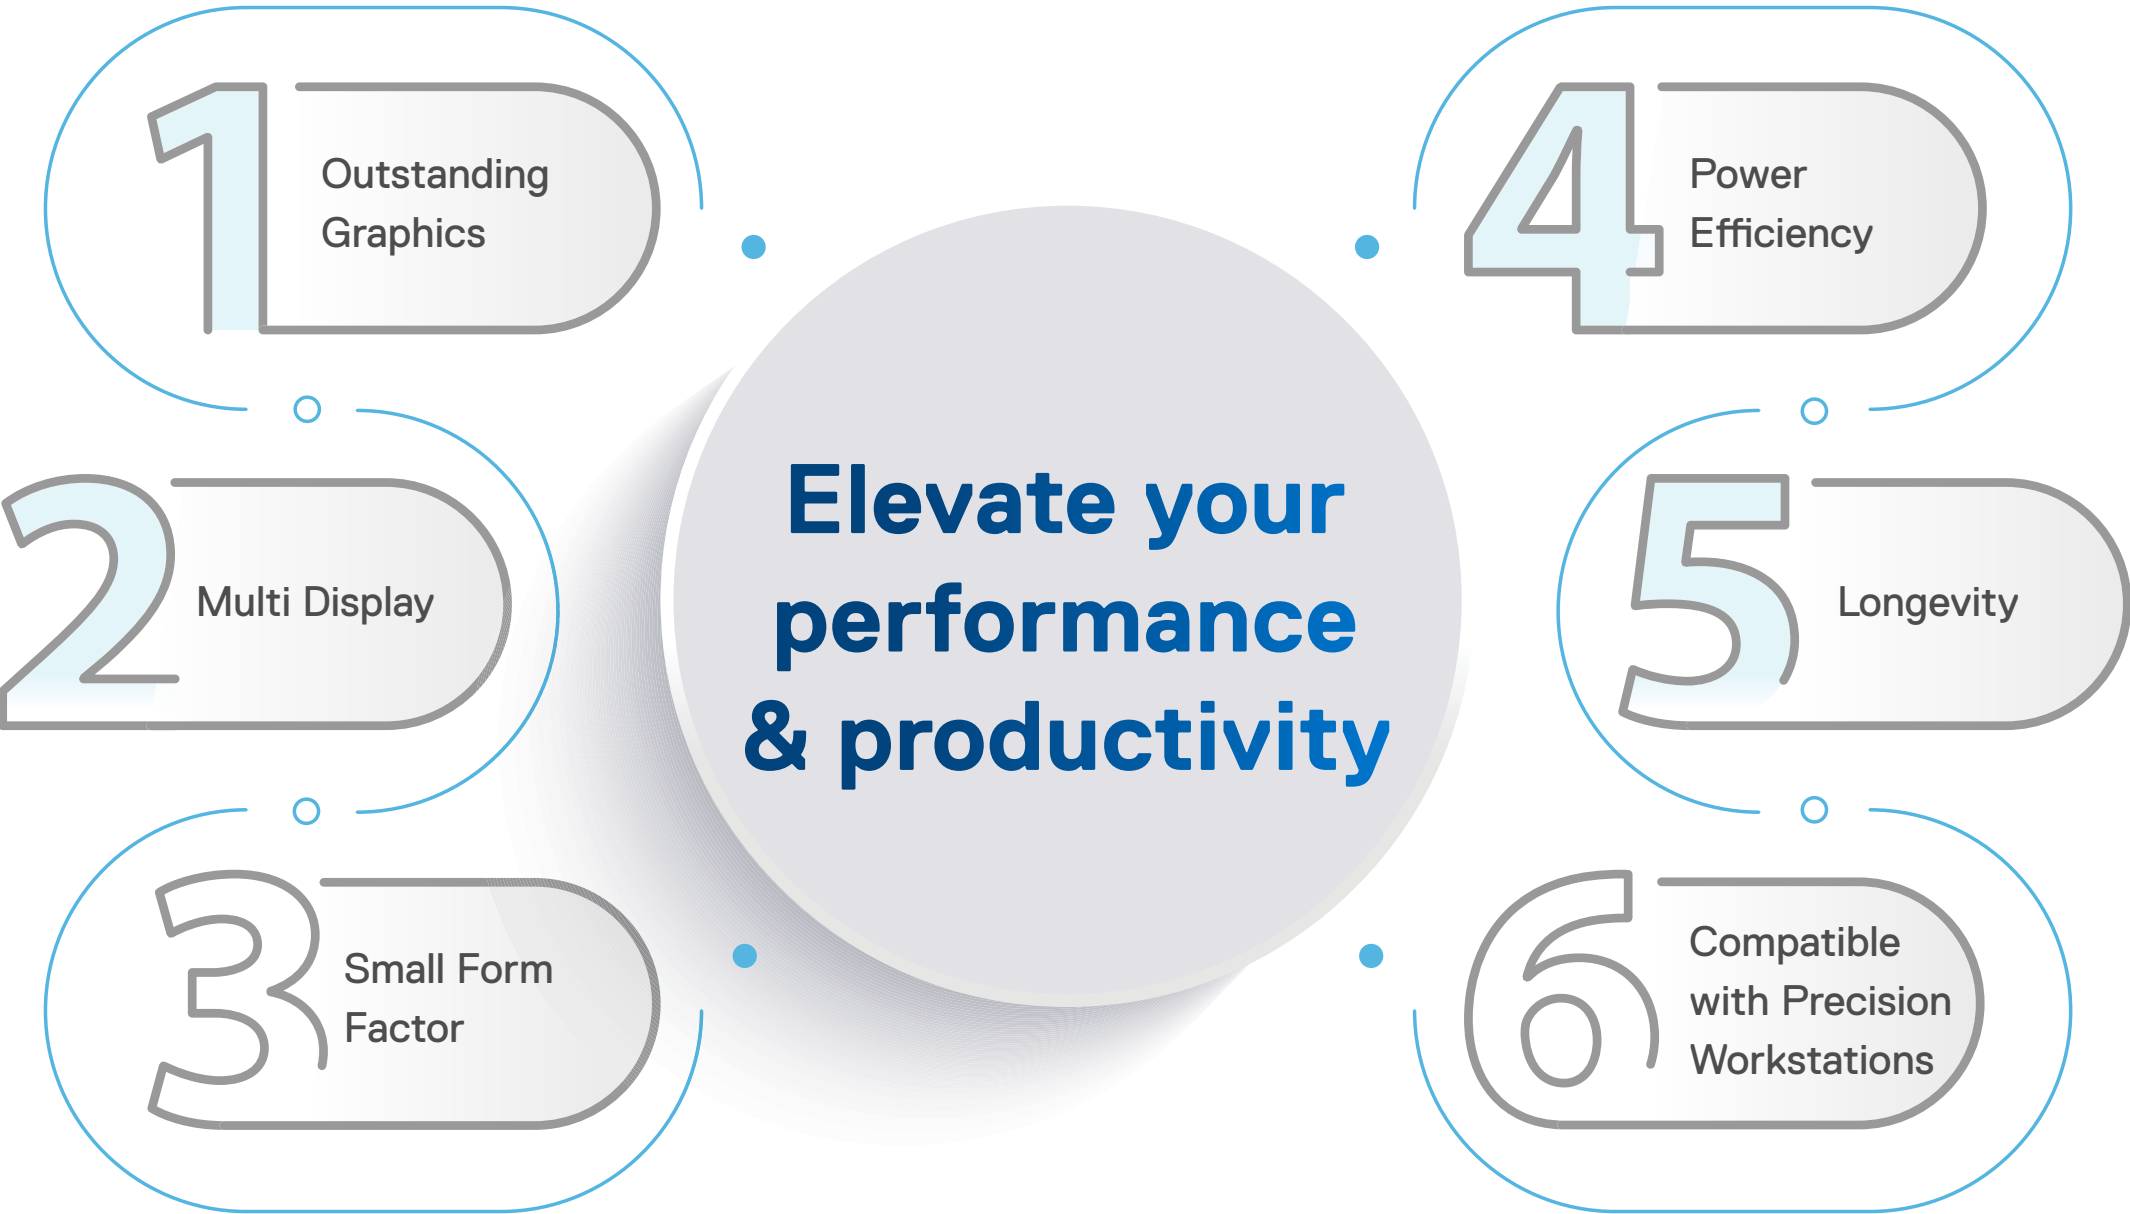 1
Outstanding
Graphics
2
Multi Display
3
Small Form
Factor
Elevate your
performance
& productivity
4
Power
Efficiency
5
Longevity
6
Compatible
with Precision
Workstations